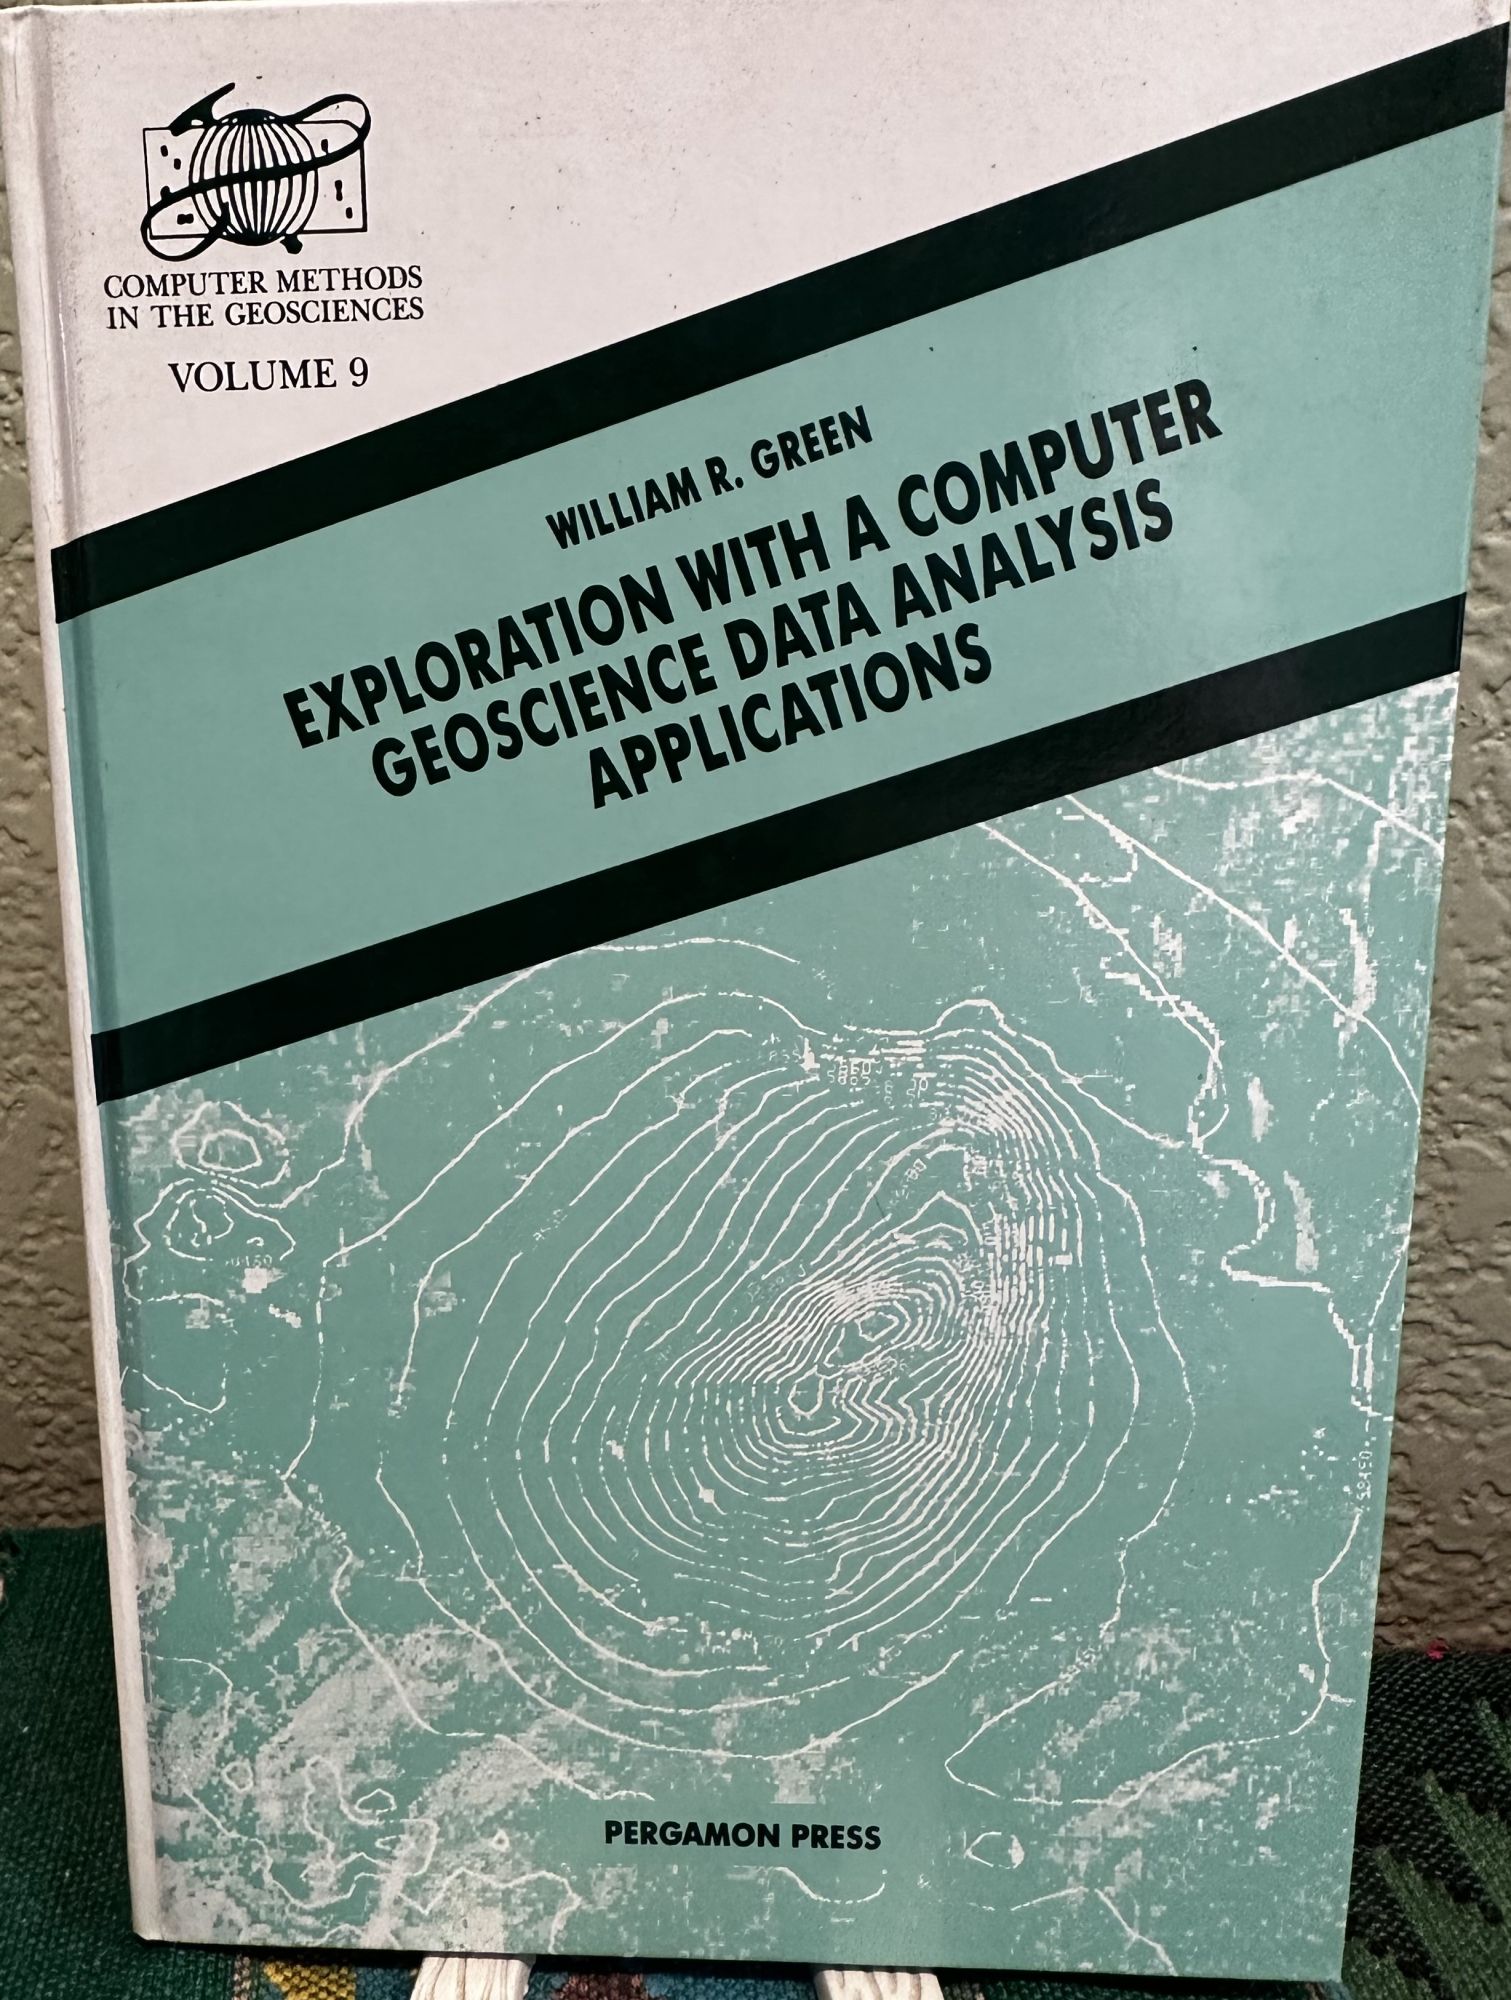 COMPUTER METHODS
IN THE GEOSCIENCES
VOLUME 9
WILLIAM R. GREEN
EXPLORATION WITH A COMPUTER
GEOSCIENCE DATA ANALYSIS
APPLICATIONS
PERGAMON PRESS